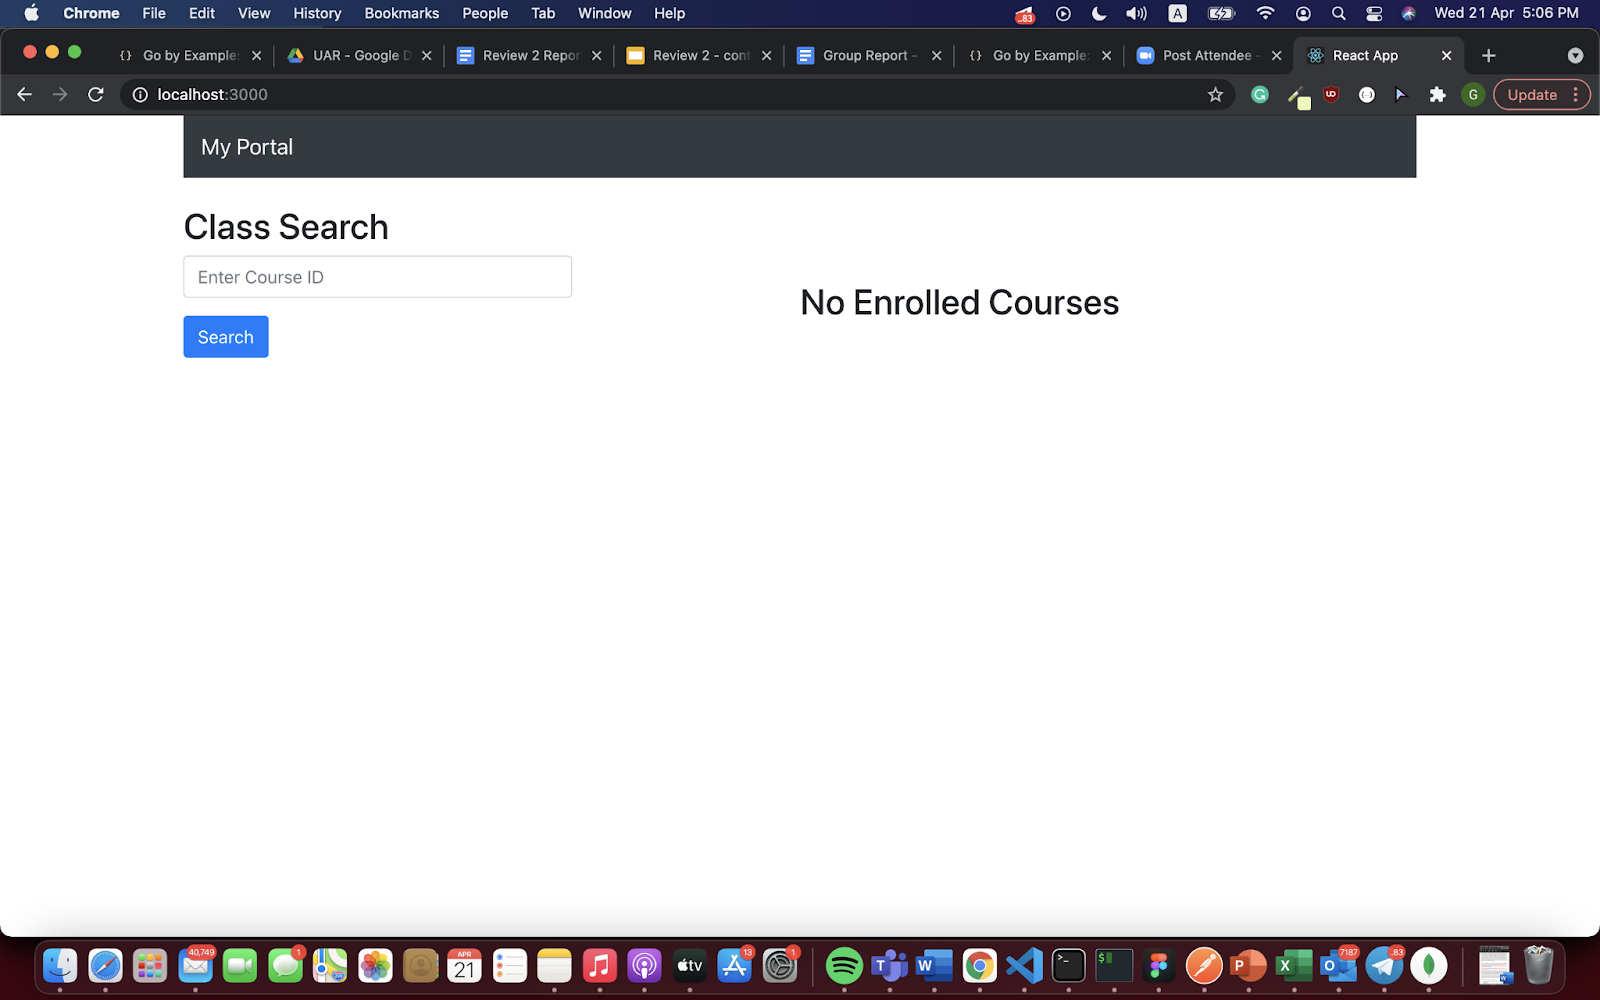 Chrome File Edit View History Bookmarks People Tab Window Help .83 A Wed 21 Apr 5:06 PM
{} Go by Example: UAR - Google D Review 2 Repor Review 2 - cont Group Report - {} Go by Example: Post Attendee - React App
localhost:3000 G UO G Update
My Portal
Class Search
Enter Course ID
No Enrolled Courses
Search
40,749 1 APR 21 tv 13 1 T W >_ $ P X O 7187 .83